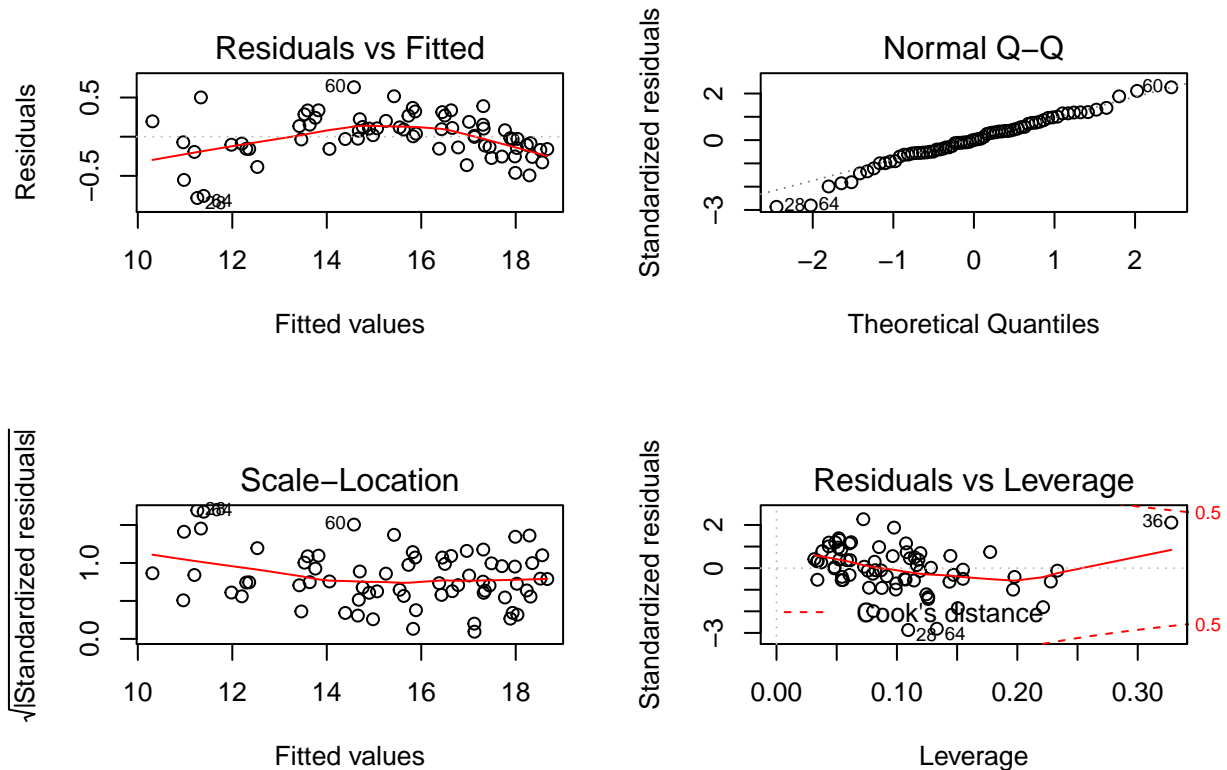 Residuals vs Fitted
Residuals
0.5
−0.5
60
28
64
10 12 14 16 18
Fitted values
Normal Q−Q
Standardized residuals
2
0
−3
60
28
64
−2 −1 0 1 2
Theoretical Quantiles
Scale−Location
√|Standardized residuals|
1.0
0.0
28
64
60
10 12 14 16 18
Fitted values
Residuals vs Leverage
Standardized residuals
2
0
−3
36
0.5
Cook's distance
28
64
0.5
0.00 0.10 0.20 0.30
Leverage